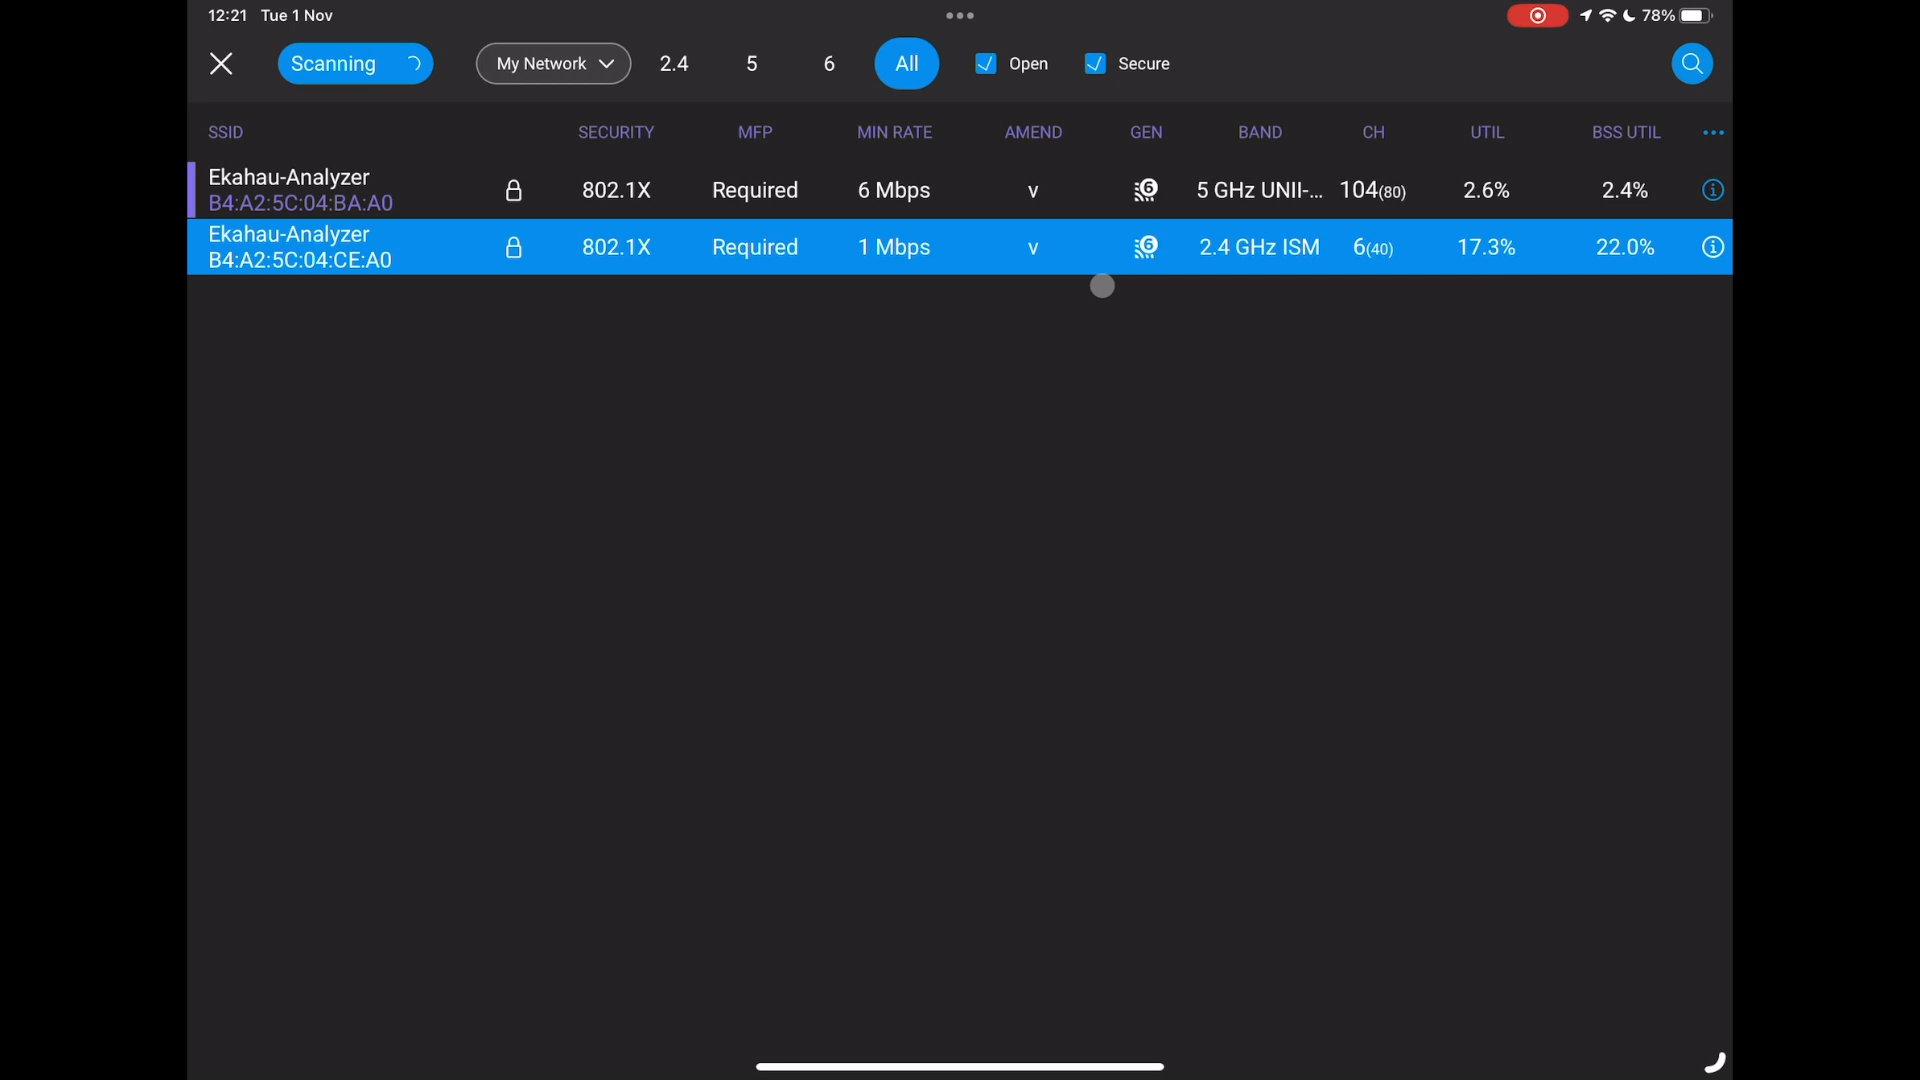 12:21 Tue 1 Nov 78%
Scanning My Network 2.4 5 6 All Open Secure
SSID SECURITY MFP MIN RATE AMEND GEN BAND CH UTIL BSS UTIL
Ekahau-Analyzer
B4:A2:5C:04:BA:A0 802.1X Required 6 Mbps v 6 5 GHz UNII-... 104(80) 2.6% 2.4%
Ekahau-Analyzer
B4:A2:5C:04:CE:A0 802.1X Required 1 Mbps v 6 2.4 GHz ISM 6(40) 17.3% 22.0%